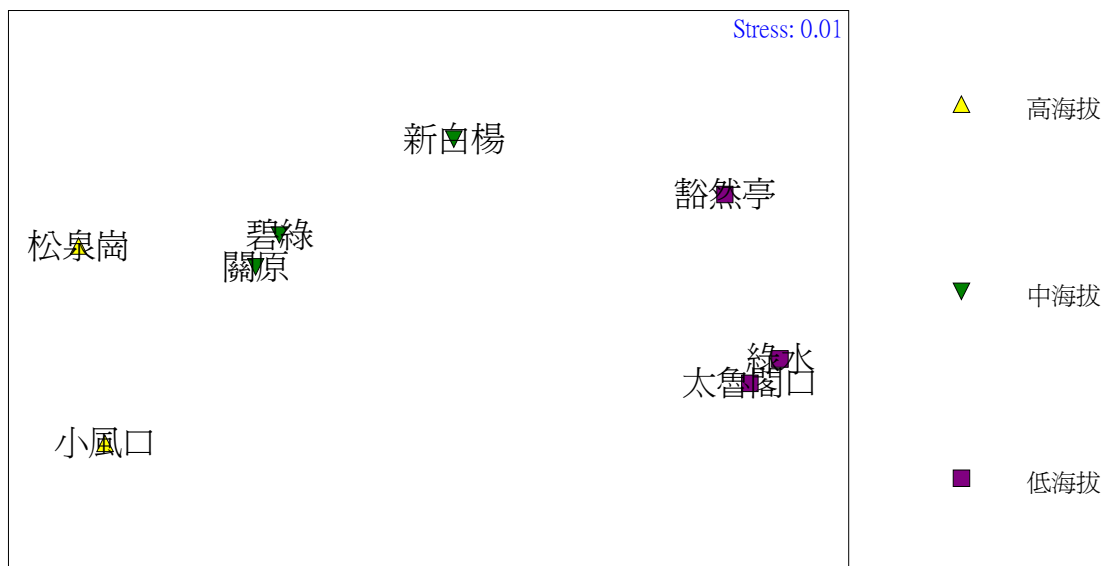 Stress: 0.01
新白楊
豁然亭
碧綠
松泉崗
關原
綠水
太魯閣口
小風口
高海拔
中海拔
低海拔